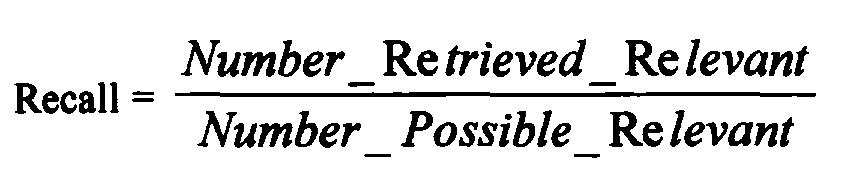 Number_Retrieved_Relevant
Recall =
Number_Possible_Relevant